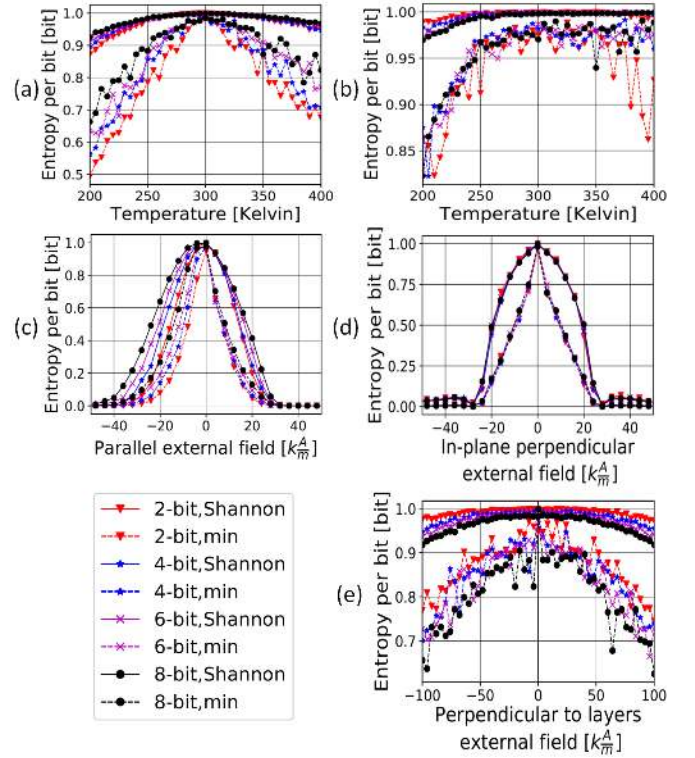 Entropy per bit [bit]
1.0
0.9
0.8
0.7
0.6
0.5
200
250
300
350
400
Temperature [Kelvin]
(a)
Entropy per bit [bit]
1.00
0.95
0.90
0.85
200
250
300
350
400
Temperature [Kelvin]
(b)
Entropy per bit [bit]
1.0
0.8
0.6
0.4
0.2
0.0
−40
−20
0
20
40
Parallel external field [k A/m]
(c)
Entropy per bit [bit]
1.00
0.75
0.50
0.25
0.00
−40
−20
0
20
40
In-plane perpendicular
external field [k A/m]
(d)
2-bit,Shannon
2-bit,min
4-bit,Shannon
4-bit,min
6-bit,Shannon
6-bit,min
8-bit,Shannon
8-bit,min
Entropy per bit [bit]
1.0
0.9
0.8
0.7
−100
−50
0
50
100
Perpendicular to layers
external field [k A/m]
(e)